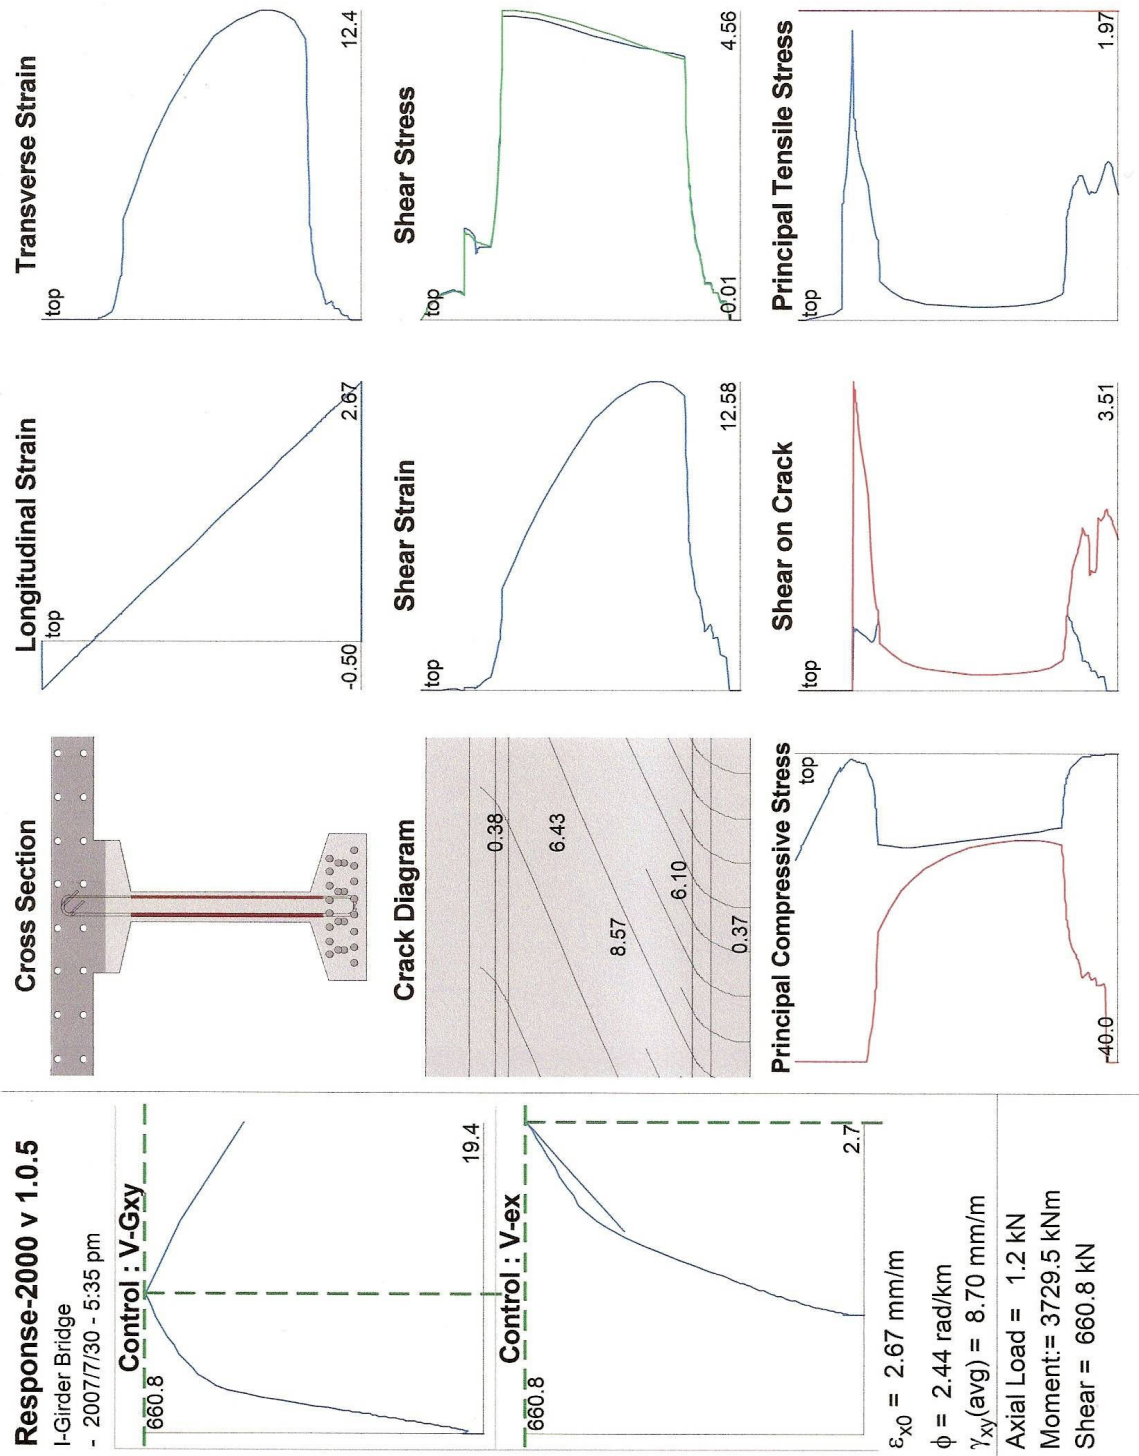 Response-2000 v 1.0.5
I-Girder Bridge
- 2007/7/30 - 5:35 pm
Control : V-Gxy
660.8
19.4
Control : V-ex
660.8
2.7
εx0 = 2.67 mm/m
ϕ = 2.44 rad/km
γxy(avg) = 8.70 mm/m
Axial Load = 1.2 kN
Moment:= 3729.5 kNm
Shear = 660.8 kN
Cross Section
Longitudinal Strain
top
-0.50
2.67
Transverse Strain
top
12.4
Crack Diagram
0.38
6.43
8.57
6.10
0.37
Shear Strain
top
12.58
Shear Stress
top
-0.01
4.56
Principal Compressive Stress
top
-40.0
Shear on Crack
top
3.51
Principal Tensile Stress
top
1.97